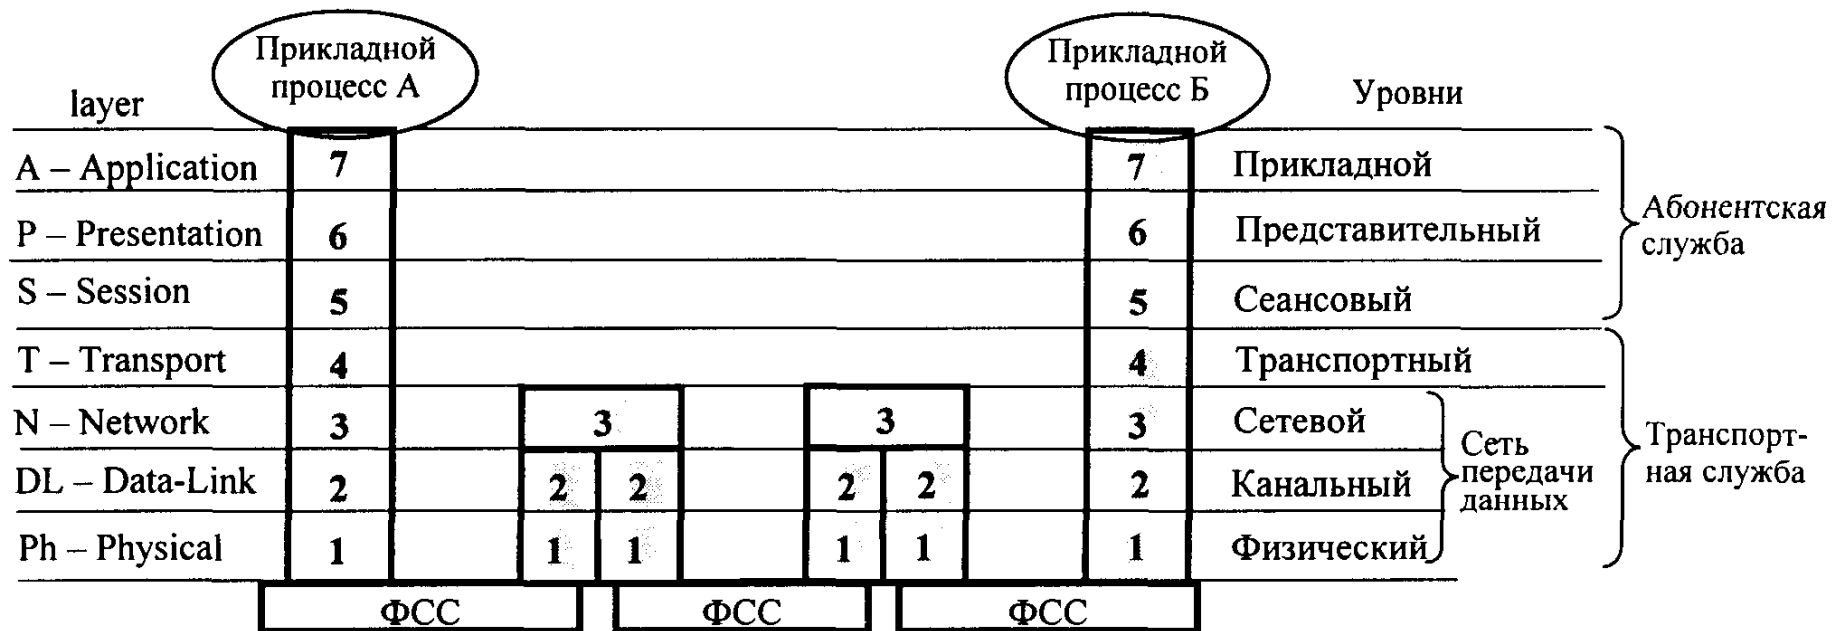 Прикладной
процесс А
Прикладной
процесс Б
layer
Уровни
A – Application
7
7
Прикладной
P – Presentation
6
6
Представительный
Абонентская
служба
S – Session
5
5
Сеансовый
T – Transport
4
4
Транспортный
N – Network
3
3
3
3
Сетевой
DL – Data-Link
2
2
2
2
2
2
Канальный
Сеть
передачи
данных
Транспорт-
ная служба
Ph – Physical
1
1
1
1
1
1
Физический
ФСС
ФСС
ФСС